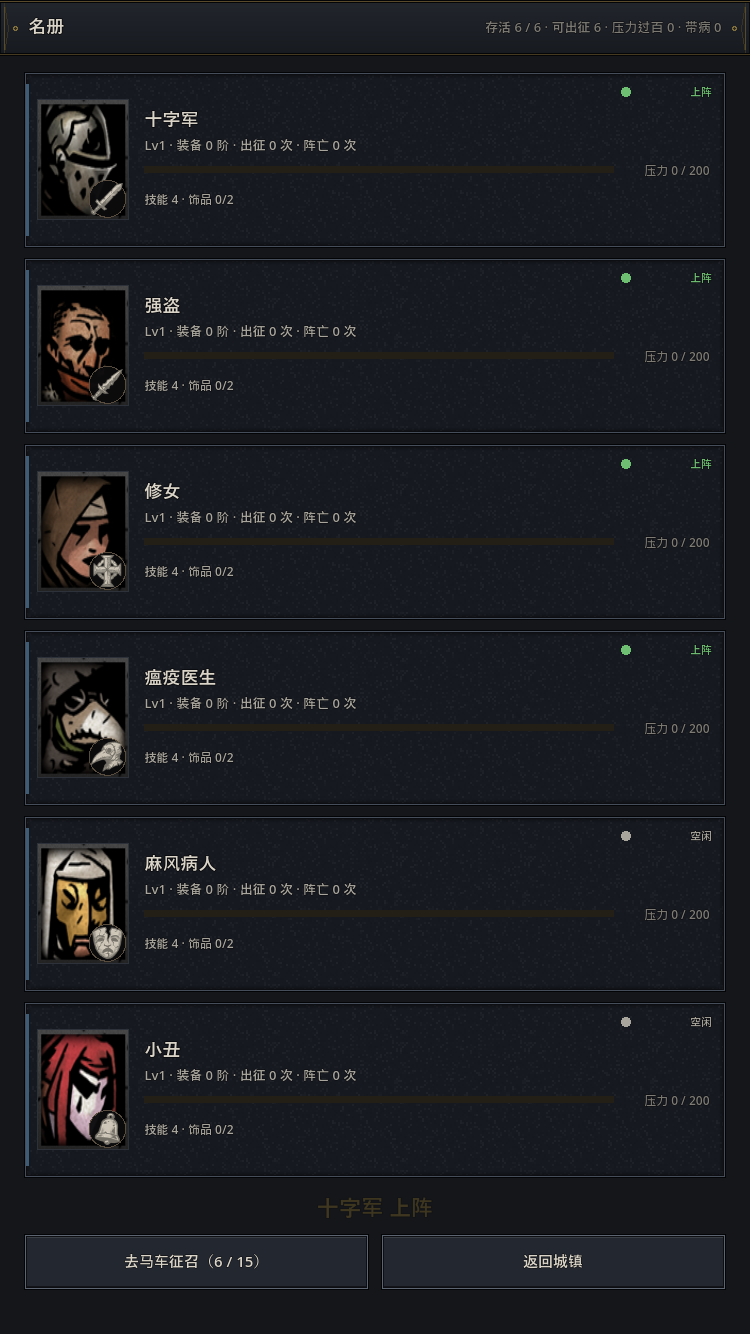 名册
存活 6 / 6 · 可出征 6 · 压力过百 0 · 带病 0
上阵
十字军
Lv1 · 装备 0 阶 · 出征 0 次 · 阵亡 0 次
压力 0 / 200
技能 4 · 饰品 0/2
上阵
强盗
Lv1 · 装备 0 阶 · 出征 0 次 · 阵亡 0 次
压力 0 / 200
技能 4 · 饰品 0/2
上阵
修女
Lv1 · 装备 0 阶 · 出征 0 次 · 阵亡 0 次
压力 0 / 200
技能 4 · 饰品 0/2
上阵
瘟疫医生
Lv1 · 装备 0 阶 · 出征 0 次 · 阵亡 0 次
压力 0 / 200
技能 4 · 饰品 0/2
空闲
麻风病人
Lv1 · 装备 0 阶 · 出征 0 次 · 阵亡 0 次
压力 0 / 200
技能 4 · 饰品 0/2
空闲
小丑
Lv1 · 装备 0 阶 · 出征 0 次 · 阵亡 0 次
压力 0 / 200
技能 4 · 饰品 0/2
十字军 上阵
去马车征召（6 / 15）
返回城镇